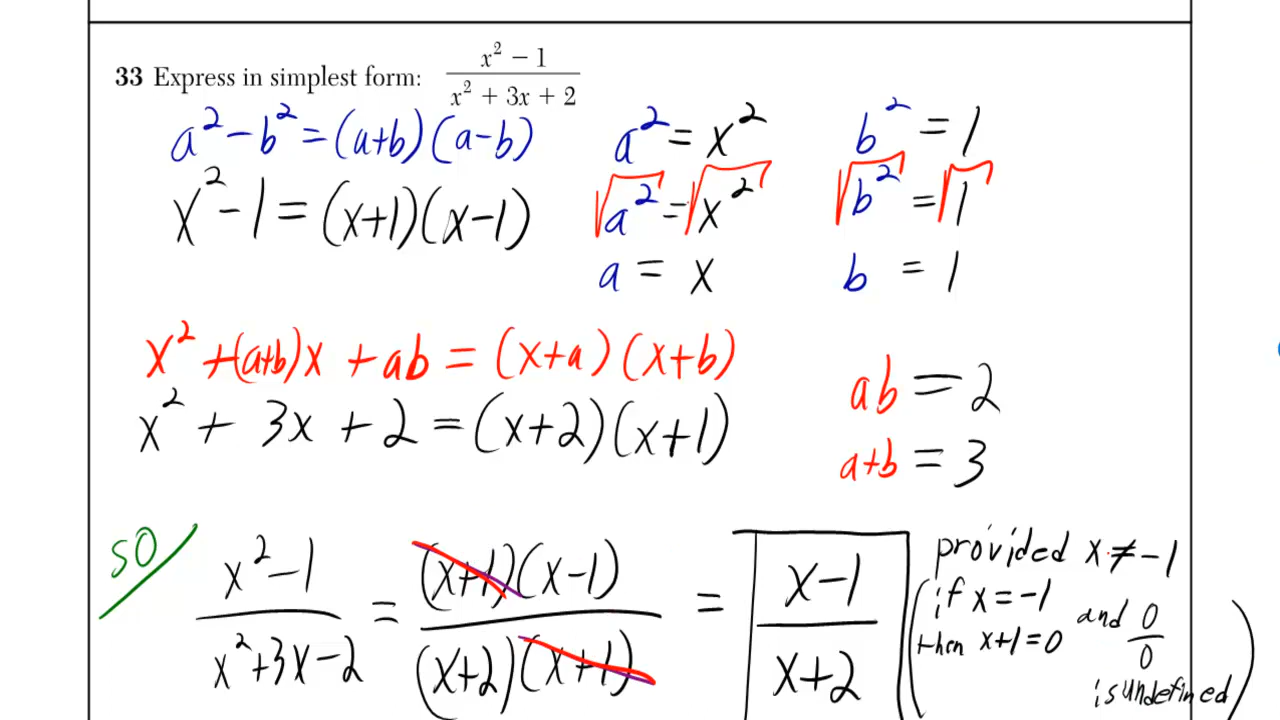 33 Express in simplest form: (x² − 1)/(x² + 3x + 2)
a² − b² = (a+b)(a−b)
a² = x²
b² = 1
x² − 1 = (x+1)(x−1)
√a² = √x²
√b² = √1
a = x
b = 1
x² + (a+b)x + ab = (x+a)(x+b)
ab = 2
x² + 3x + 2 = (x+2)(x+1)
a+b = 3
SO
(x² − 1)/(x² + 3x − 2) = (x+1)(x−1)/(x+2)(x+1) = (x−1)/(x+2)
provided x ≠ −1
(if x = −1
then x+1 = 0 and 0/0
is undefined)